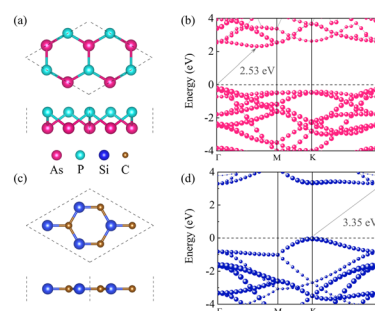 (a)
As P Si C
(b)
4
2
0
-2
-4
Energy (eV)
2.53 eV
Γ M K
(c)
(d)
4
2
0
-2
-4
Energy (eV)
3.35 eV
Γ M K